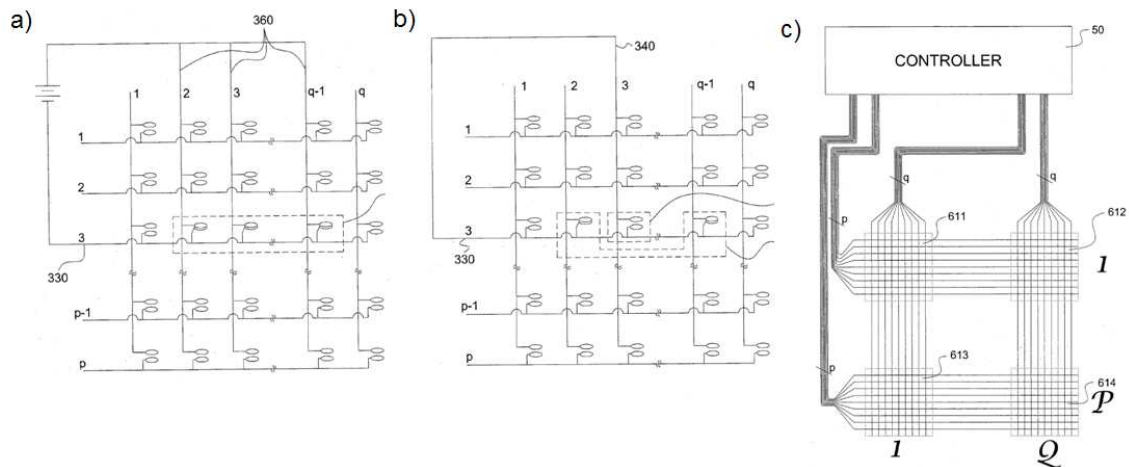 a)
360
1 2 3 q-1 q
1
2
3
330
p-1
p
b)
340
1 2 3 q-1 q
1
2
3
330
p-1
p
c)
50
CONTROLLER
q q
p
611 612
1
p
613
614
P
1 Q